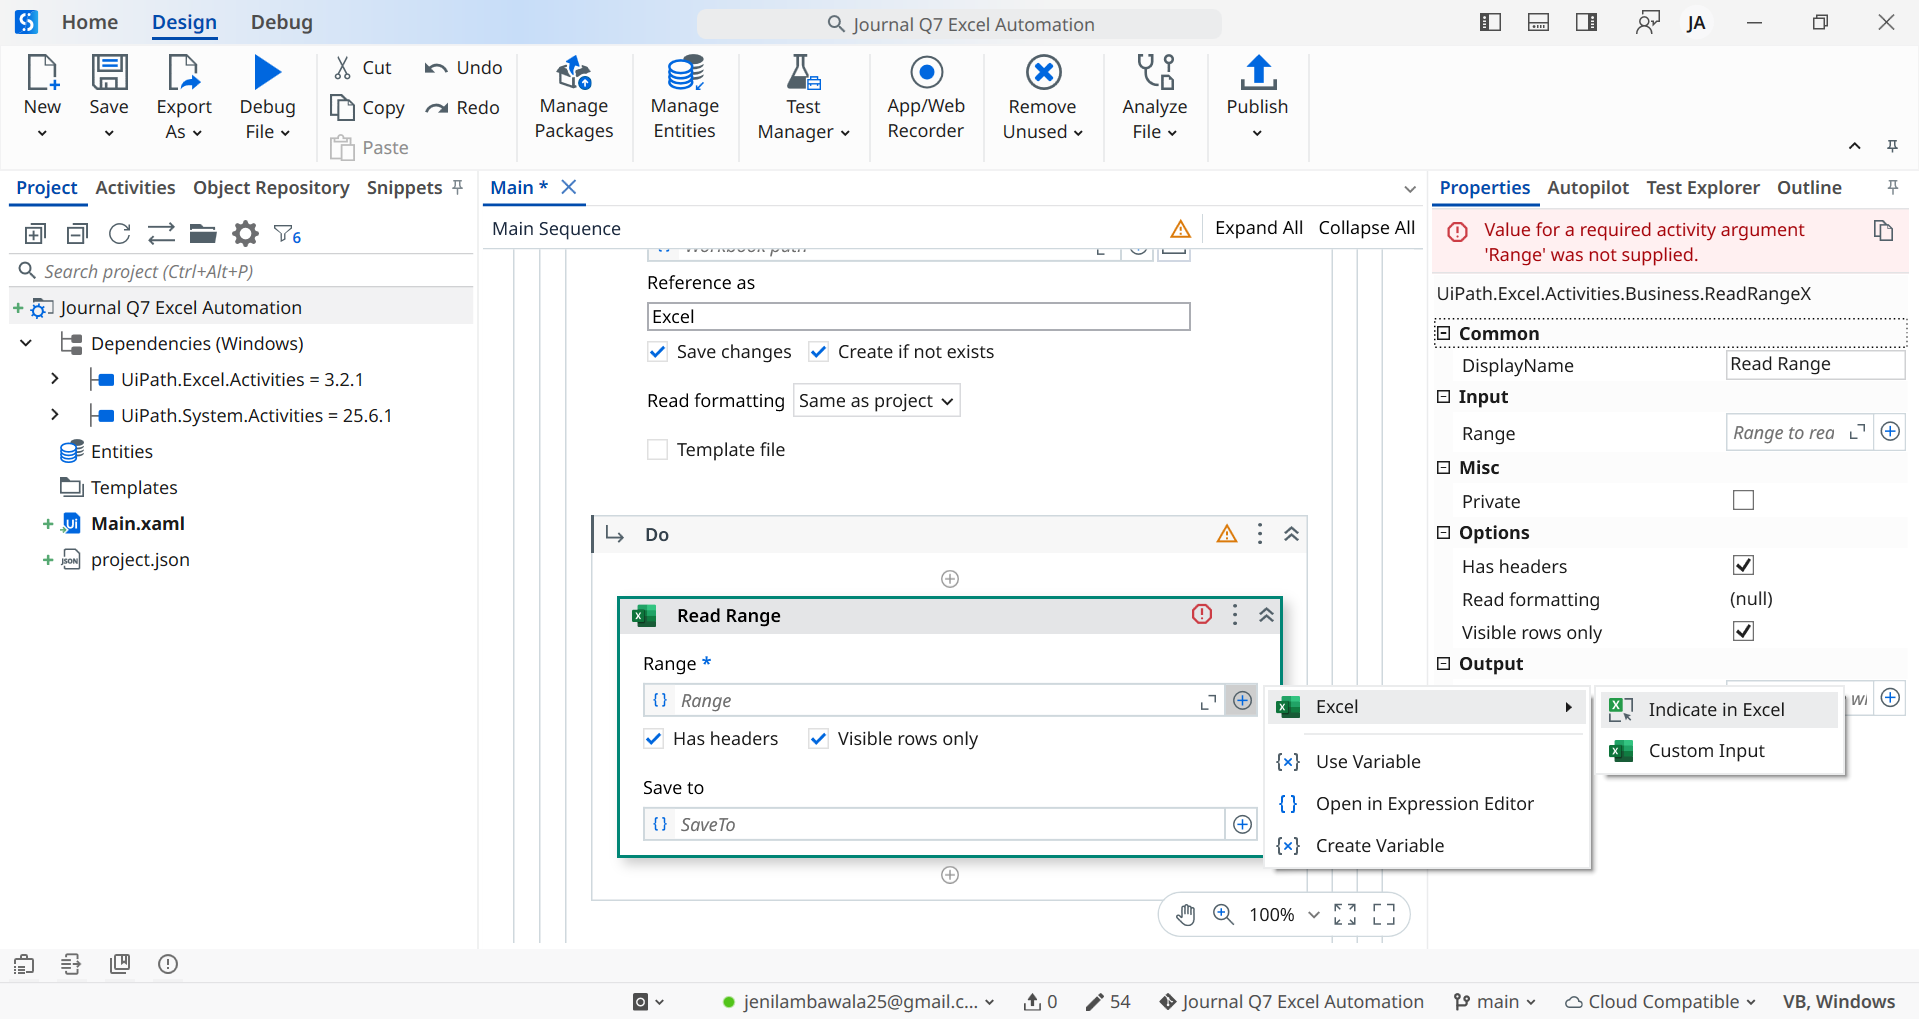 Home
Design
Debug
Journal Q7 Excel Automation
JA
New
Save
Export As
Debug File
Cut
Copy
Paste
Undo
Redo
Manage Packages
Manage Entities
Test Manager
App/Web Recorder
Remove Unused
Analyze File
Publish
Project
Activities
Object Repository
Snippets
6
Search project (Ctrl+Alt+P)
Journal Q7 Excel Automation
Dependencies (Windows)
UiPath.Excel.Activities = 3.2.1
UiPath.System.Activities = 25.6.1
Entities
Templates
Main.xaml
project.json
Main *
Main Sequence
Expand All
Collapse All
Workbook path
Reference as
Excel
Save changes
Create if not exists
Read formatting
Same as project
Template file
Do
Read Range
Range *
Range
Has headers
Visible rows only
Save to
SaveTo
Excel
Use Variable
Open in Expression Editor
Create Variable
Indicate in Excel
Custom Input
100%
Properties
Autopilot
Test Explorer
Outline
Value for a required activity argument
'Range' was not supplied.
UiPath.Excel.Activities.Business.ReadRangeX
Common
DisplayName
Read Range
Input
Range
Range to rea
Misc
Private
Options
Has headers
Read formatting
(null)
Visible rows only
Output
jenilambawala25@gmail.c...
0
54
Journal Q7 Excel Automation
main
Cloud Compatible
VB, Windows